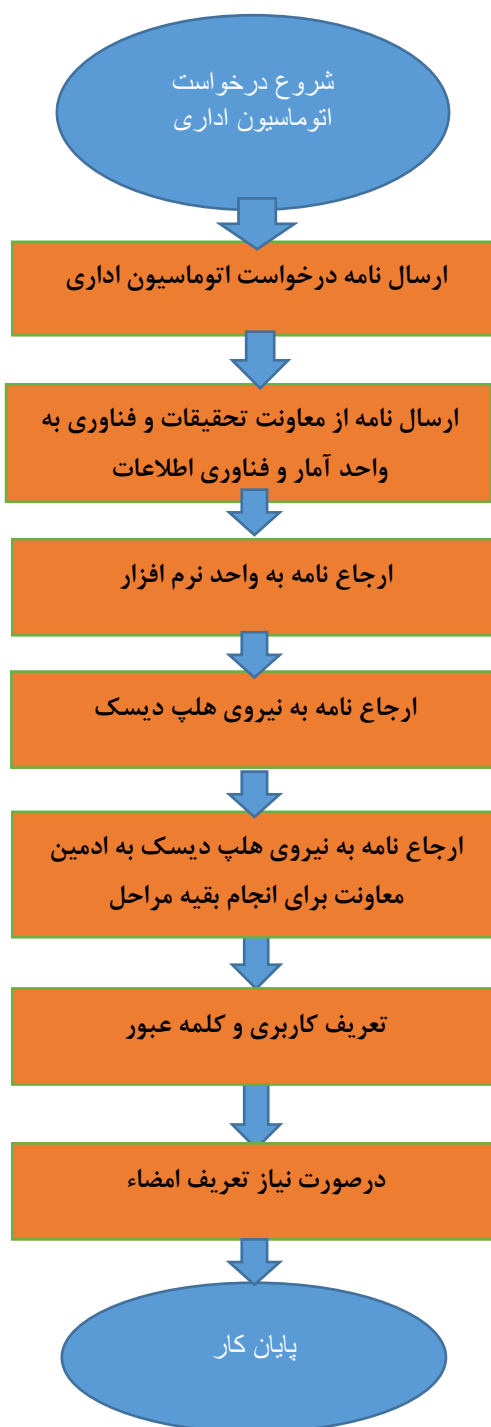 شروع درخواست
اتوماسیون اداری
ارسال نامه درخواست اتوماسیون اداری
ارسال نامه از معاونت تحقیقات و فناوری به
واحد آمار و فناوری اطلاعات
ارجاع نامه به واحد نرم افزار
ارجاع نامه به نیروی هلپ دیسک
ارجاع نامه به نیروی هلپ دیسک به ادمین
معاونت برای انجام بقیه مراحل
تعریف کاربری و کلمه عبور
درصورت نیاز تعریف امضاء
پایان کار